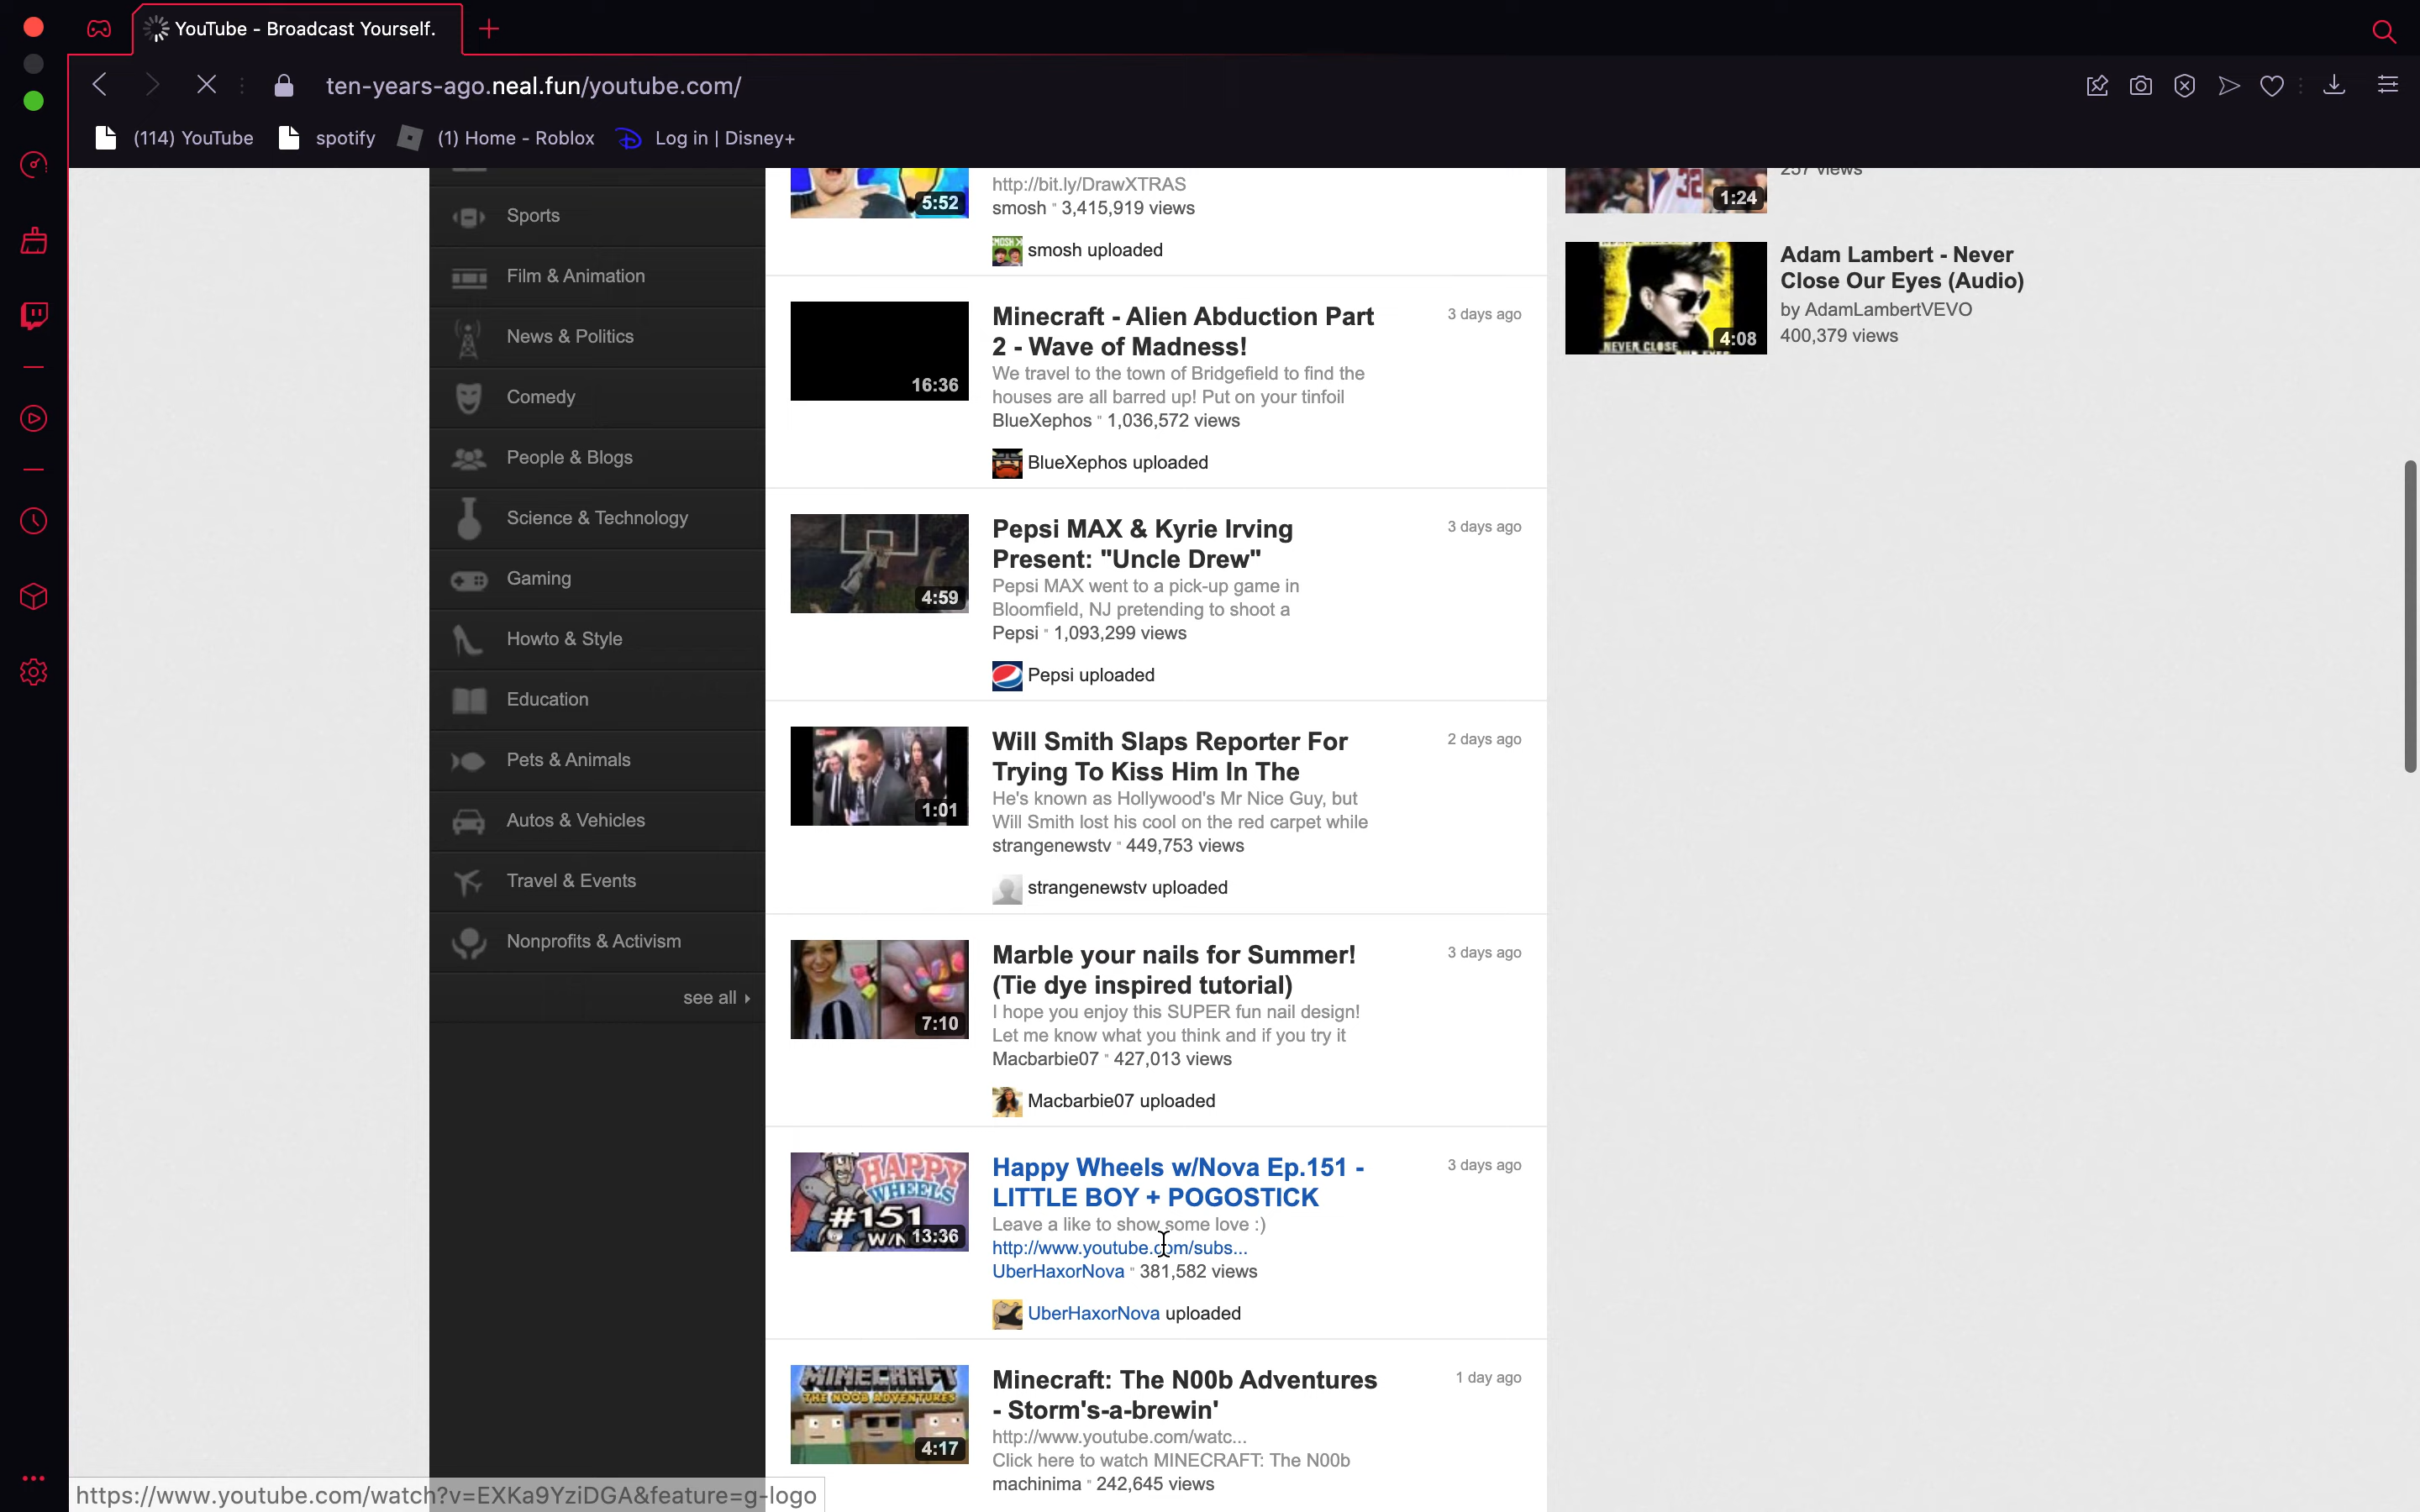 YouTube - Broadcast Yourself.
ten-years-ago.neal.fun/youtube.com/
(114) YouTube
spotify
(1) Home - Roblox
Log in | Disney+
Sports
Film & Animation
News & Politics
Comedy
People & Blogs
Science & Technology
Gaming
Howto & Style
Education
Pets & Animals
Autos & Vehicles
Travel & Events
Nonprofits & Activism
see all
5:52
http://bit.ly/DrawXTRAS
smosh 3,415,919 views
smosh uploaded
16:36
Minecraft - Alien Abduction Part
2 - Wave of Madness!
3 days ago
We travel to the town of Bridgefield to find the
houses are all barred up! Put on your tinfoil
BlueXephos 1,036,572 views
BlueXephos uploaded
4:59
Pepsi MAX & Kyrie Irving
Present: "Uncle Drew"
3 days ago
Pepsi MAX went to a pick-up game in
Bloomfield, NJ pretending to shoot a
Pepsi 1,093,299 views
Pepsi uploaded
1:01
Will Smith Slaps Reporter For
Trying To Kiss Him In The
2 days ago
He's known as Hollywood's Mr Nice Guy, but
Will Smith lost his cool on the red carpet while
strangenewstv 449,753 views
strangenewstv uploaded
7:10
Marble your nails for Summer!
(Tie dye inspired tutorial)
3 days ago
I hope you enjoy this SUPER fun nail design!
Let me know what you think and if you try it
Macbarbie07 427,013 views
Macbarbie07 uploaded
HAPPY
WHEELS
#151
W/N
13:36
Happy Wheels w/Nova Ep.151 -
LITTLE BOY + POGOSTICK
3 days ago
Leave a like to show some love :)
http://www.youtube.com/subs...
UberHaxorNova 381,582 views
UberHaxorNova uploaded
MINECRAFT
THE NOOB ADVENTURES
4:17
Minecraft: The N00b Adventures
- Storm's-a-brewin'
1 day ago
http://www.youtube.com/watc...
Click here to watch MINECRAFT: The N00b
machinima 242,645 views
32
1:24
257 views
NEVER CLOSE
4:08
Adam Lambert - Never
Close Our Eyes (Audio)
by AdamLambertVEVO
400,379 views
https://www.youtube.com/watch?v=EXKa9YziDGA&feature=g-logo